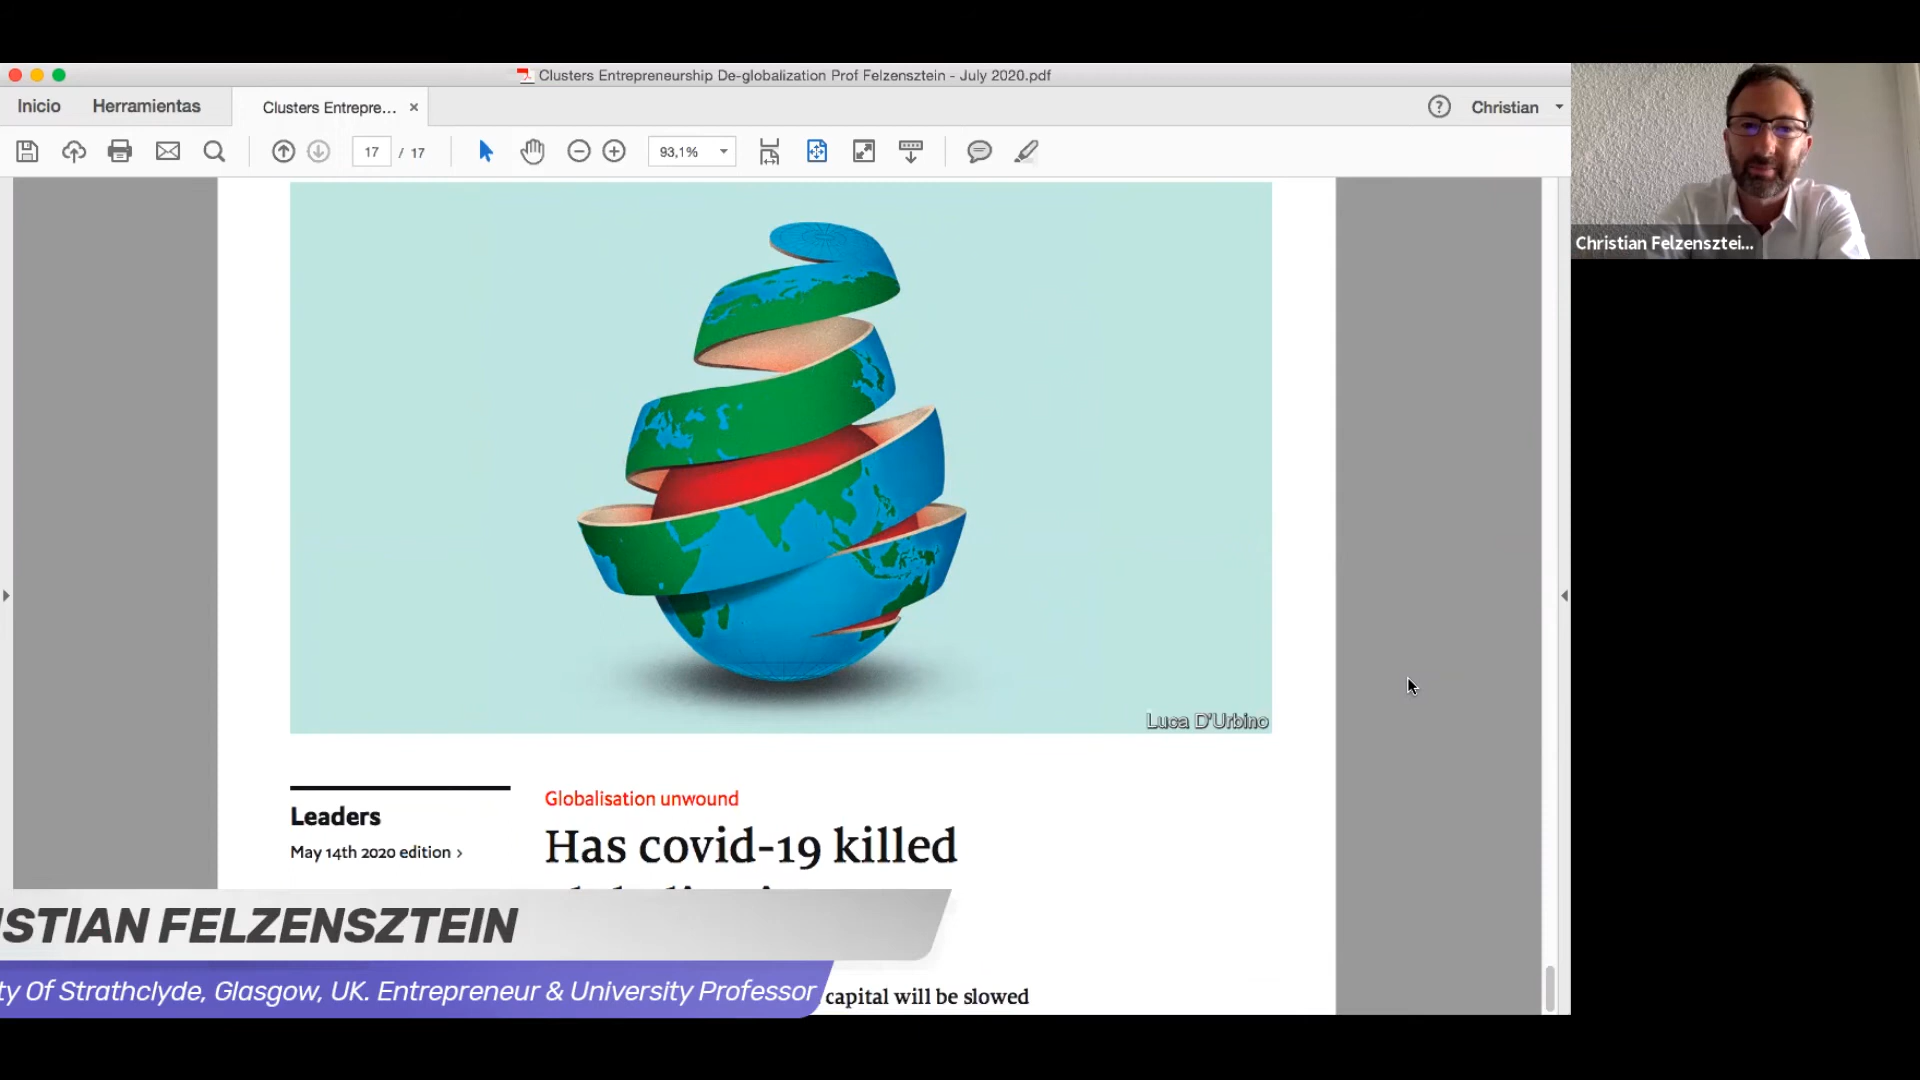 Clusters Entrepreneurship De-globalization Prof Felzensztein - July 2020.pdf
Inicio
Herramientas
Clusters Entrepre... ×
? Christian
17 / 17
93,1%
Christian Felzensztei...
Luca D'Urbino
Leaders
May 14th 2020 edition ›
Globalisation unwound
Has covid-19 killed
ISTIAN FELZENSZTEIN
ty Of Strathclyde, Glasgow, UK. Entrepreneur & University Professor
capital will be slowed